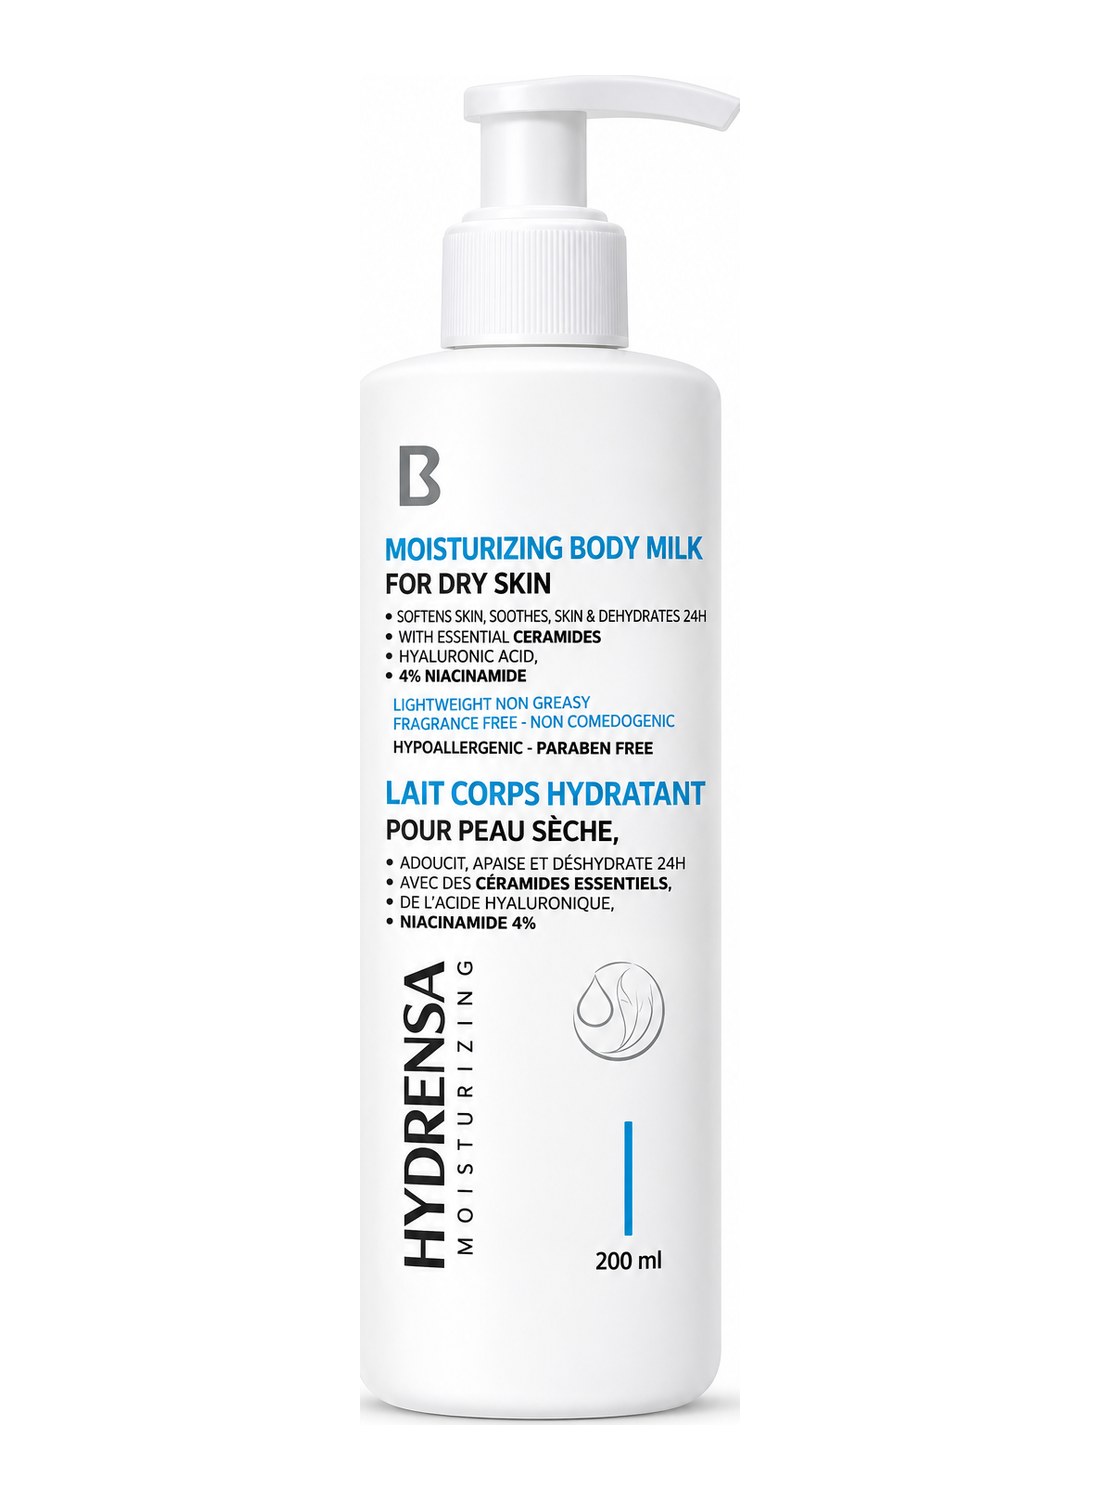 B
MOISTURIZING BODY MILK
FOR DRY SKIN
• SOFTENS SKIN, SOOTHES, SKIN & DEHYDRATES 24H
• WITH ESSENTIAL CERAMIDES
• HYALURONIC ACID,
• 4% NIACINAMIDE
LIGHTWEIGHT NON GREASY
FRAGRANCE FREE - NON COMEDOGENIC
HYPOALLERGENIC - PARABEN FREE
LAIT CORPS HYDRATANT
POUR PEAU SÈCHE,
• ADOUCIT, APAISE ET DÉSHYDRATE 24H
• AVEC DES CÉRAMIDES ESSENTIELS,
• DE L'ACIDE HYALURONIQUE,
• NIACINAMIDE 4%
HYDRENSA
MOISTURIZING
200 ml